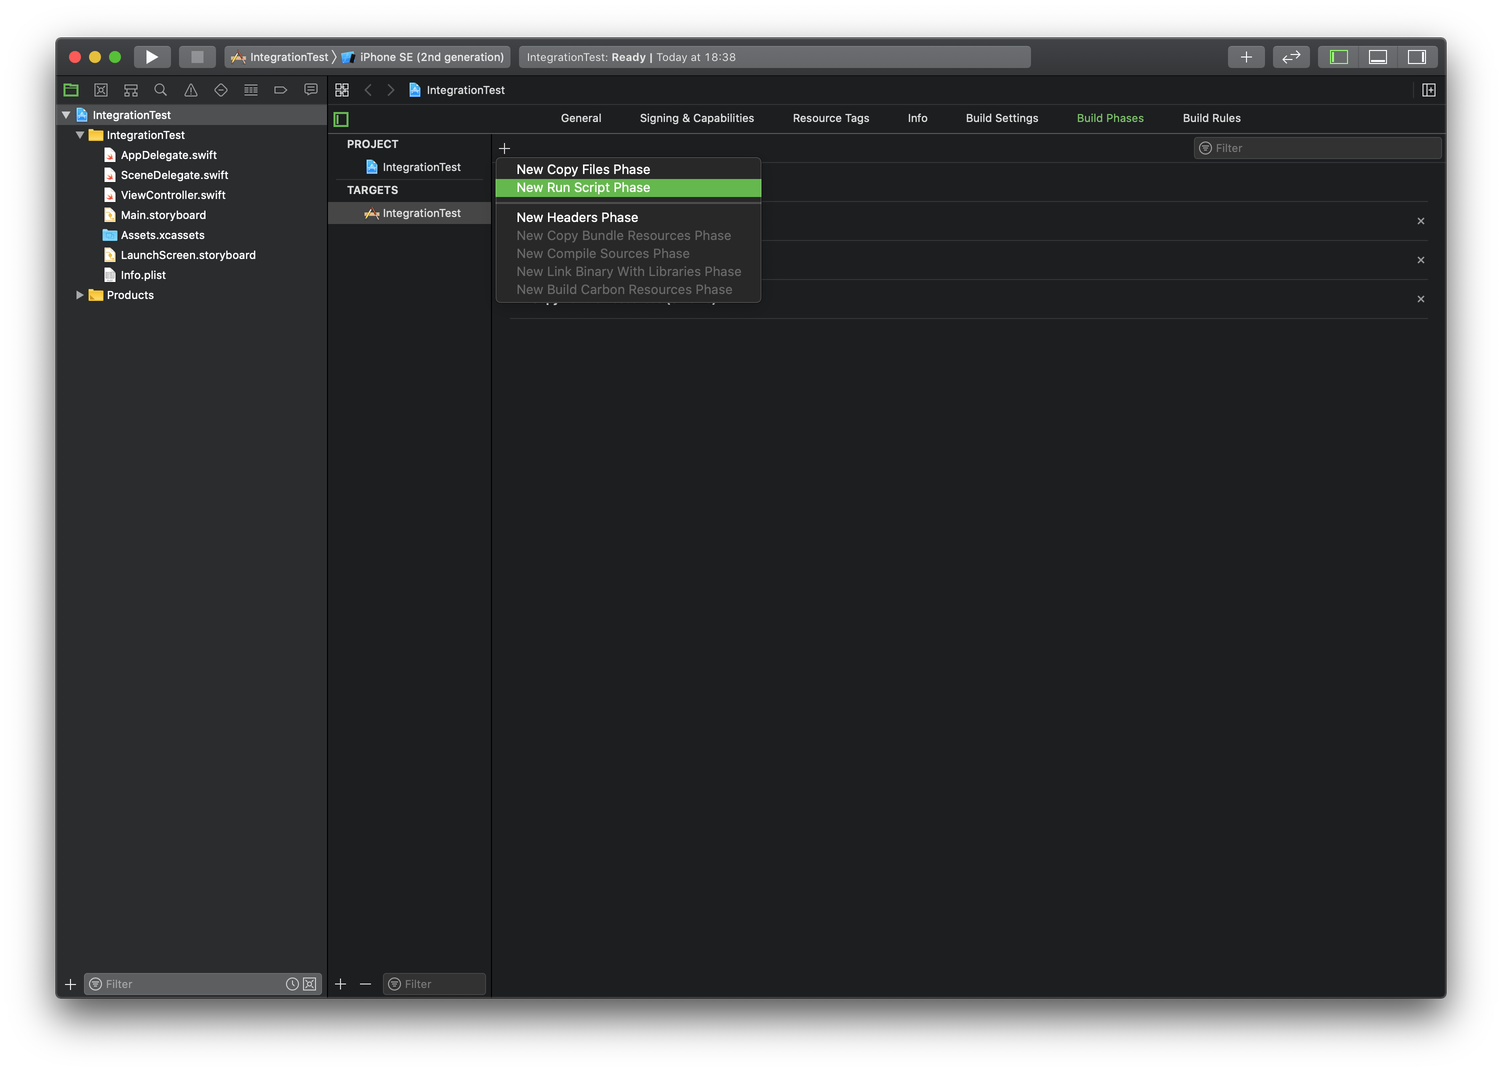 IntegrationTest
iPhone SE (2nd generation)
IntegrationTest: Ready | Today at 18:38
IntegrationTest
IntegrationTest
IntegrationTest
AppDelegate.swift
SceneDelegate.swift
ViewController.swift
Main.storyboard
Assets.xcassets
LaunchScreen.storyboard
Info.plist
Products
General
Signing & Capabilities
Resource Tags
Info
Build Settings
Build Phases
Build Rules
PROJECT
IntegrationTest
TARGETS
IntegrationTest
Filter
New Copy Files Phase
New Run Script Phase
New Headers Phase
New Copy Bundle Resources Phase
New Compile Sources Phase
New Link Binary With Libraries Phase
New Build Carbon Resources Phase
Filter
Filter